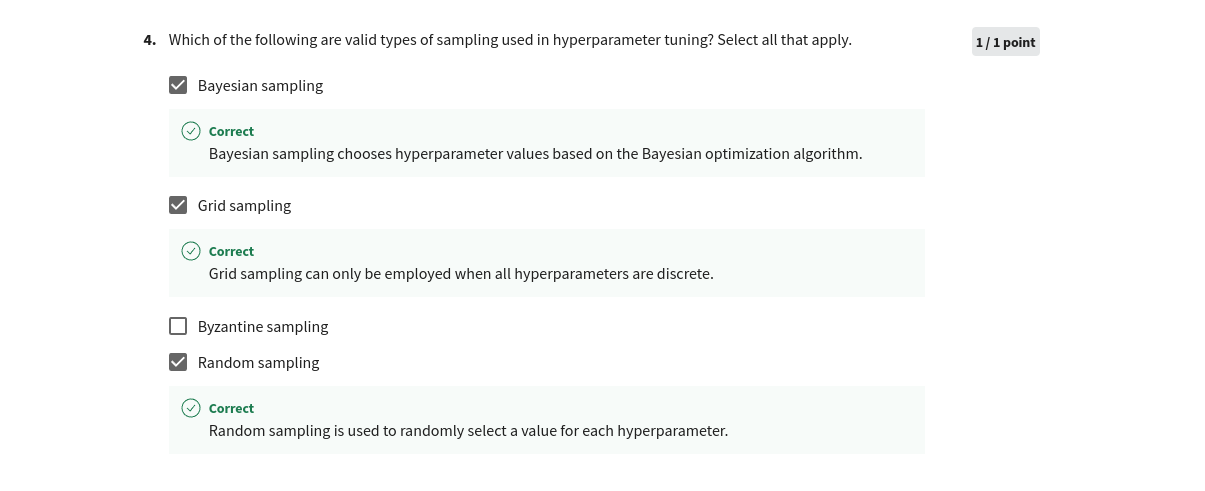 4. Which of the following are valid types of sampling used in hyperparameter tuning? Select all that apply.
1 / 1 point
Bayesian sampling
Correct
Bayesian sampling chooses hyperparameter values based on the Bayesian optimization algorithm.
Grid sampling
Correct
Grid sampling can only be employed when all hyperparameters are discrete.
Byzantine sampling
Random sampling
Correct
Random sampling is used to randomly select a value for each hyperparameter.